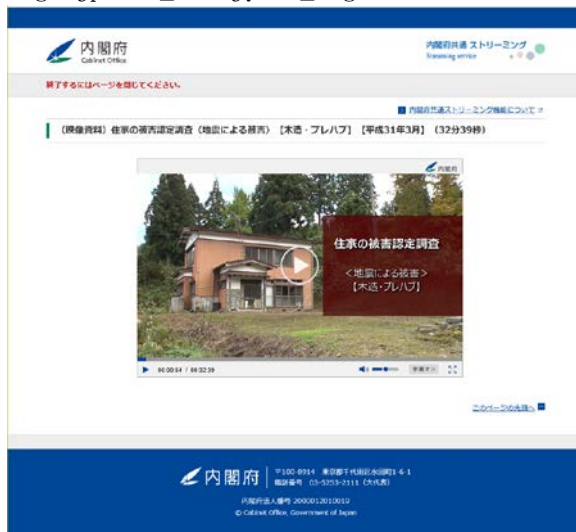 内閣府
Cabinet Office
内閣府共通 ストリーミング
Streaming service
終了するにはページを閉じてください。
内閣府共通ストリーミング機能について
(映像資料) 住家の被害認定調査(地震による被害)【木造・プレハブ】【平成31年3月】(32分39秒)
内閣府
住家の被害認定調査
<地震による被害>
【木造・プレハブ】
00:00:54 / 00:32:39
このページの先頭へ
内閣府
〒100-8914 東京都千代田区永田町1-6-1
電話番号 03-5253-2111(大代表)
内閣府法人番号 2000012010019
© Cabinet Office, Government of Japan